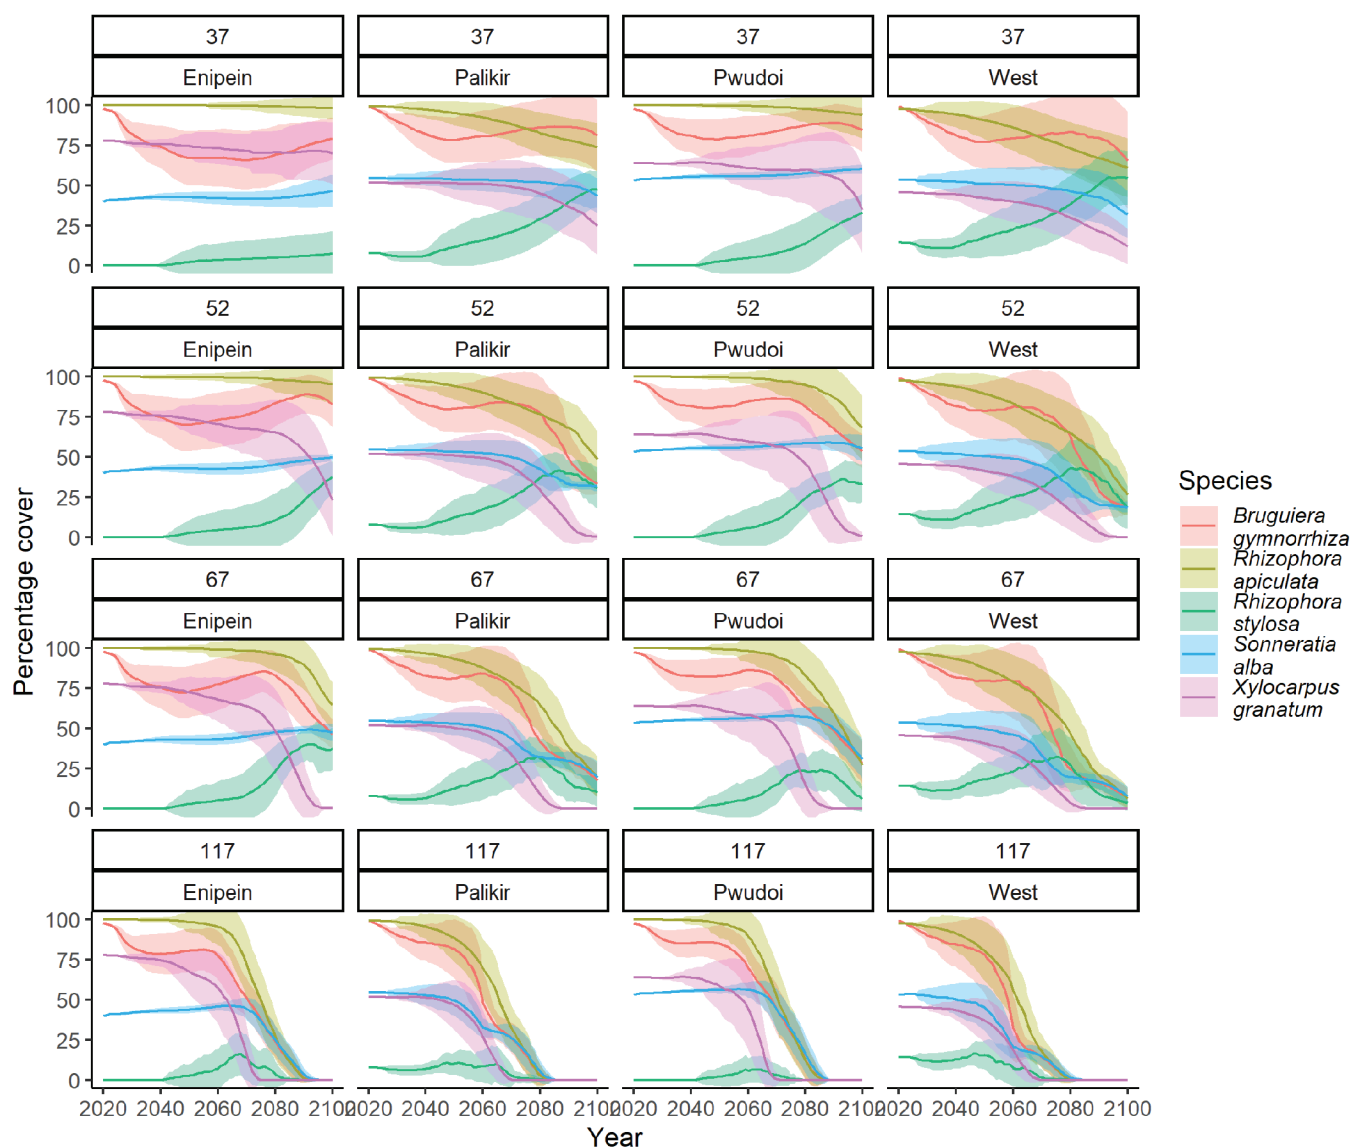 37 37 37 37
Enipein Palikir Pwudoi West
100
75
50
25
0
52 52 52 52
Enipein Palikir Pwudoi West
100
75
50
25
0
67 67 67 67
Enipein Palikir Pwudoi West
100
75
50
25
0
117 117 117 117
Enipein Palikir Pwudoi West
100
75
50
25
0
2020 2040 2060 2080 2100 2020 2040 2060 2080 2100 2020 2040 2060 2080 2100 2020 2040 2060 2080 2100
Year
Percentage cover
Species
Bruguiera
gymnorrhiza
Rhizophora
apiculata
Rhizophora
stylosa
Sonneratia
alba
Xylocarpus
granatum